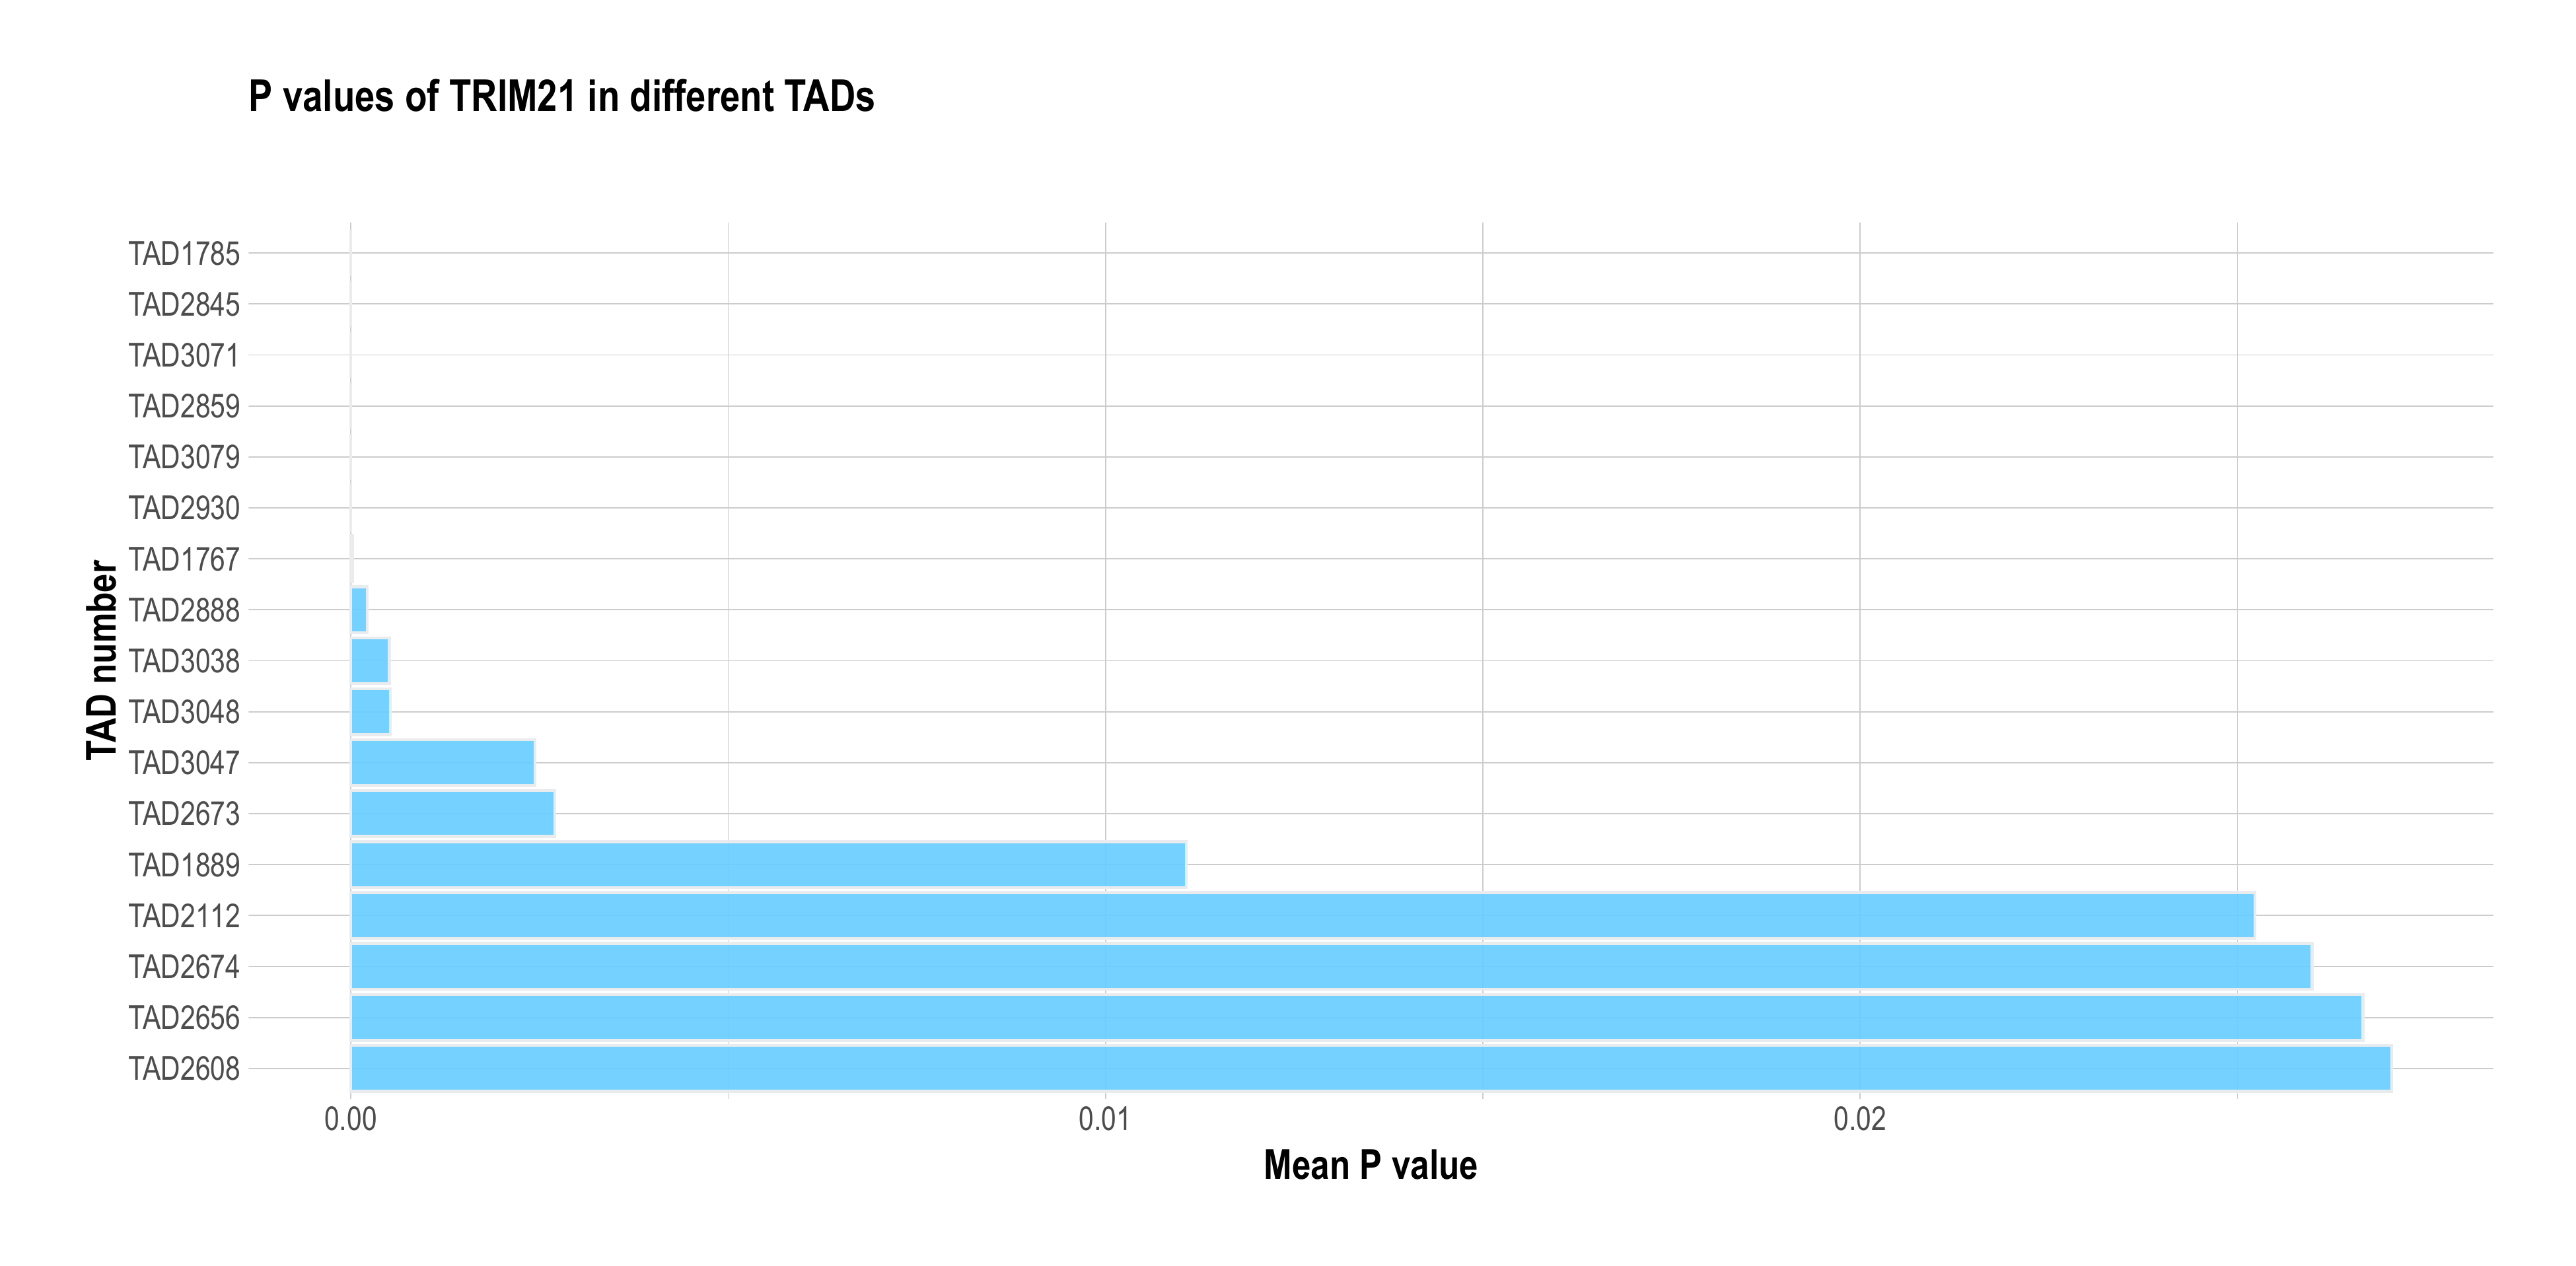 P values of TRIM21 in different TADs
TAD number
TAD1785
TAD2845
TAD3071
TAD2859
TAD3079
TAD2930
TAD1767
TAD2888
TAD3038
TAD3048
TAD3047
TAD2673
TAD1889
TAD2112
TAD2674
TAD2656
TAD2608
0.00 0.01 0.02
Mean P value